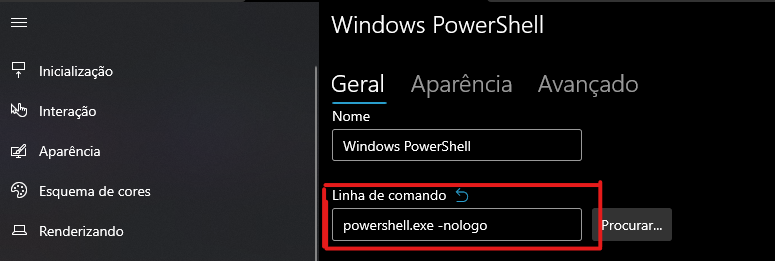 Windows PowerShell
Inicialização
Interação
Aparência
Esquema de cores
Renderizando
Geral Aparência Avançado
Nome
Windows PowerShell
Linha de comando
powershell.exe -nologo
Procurar...